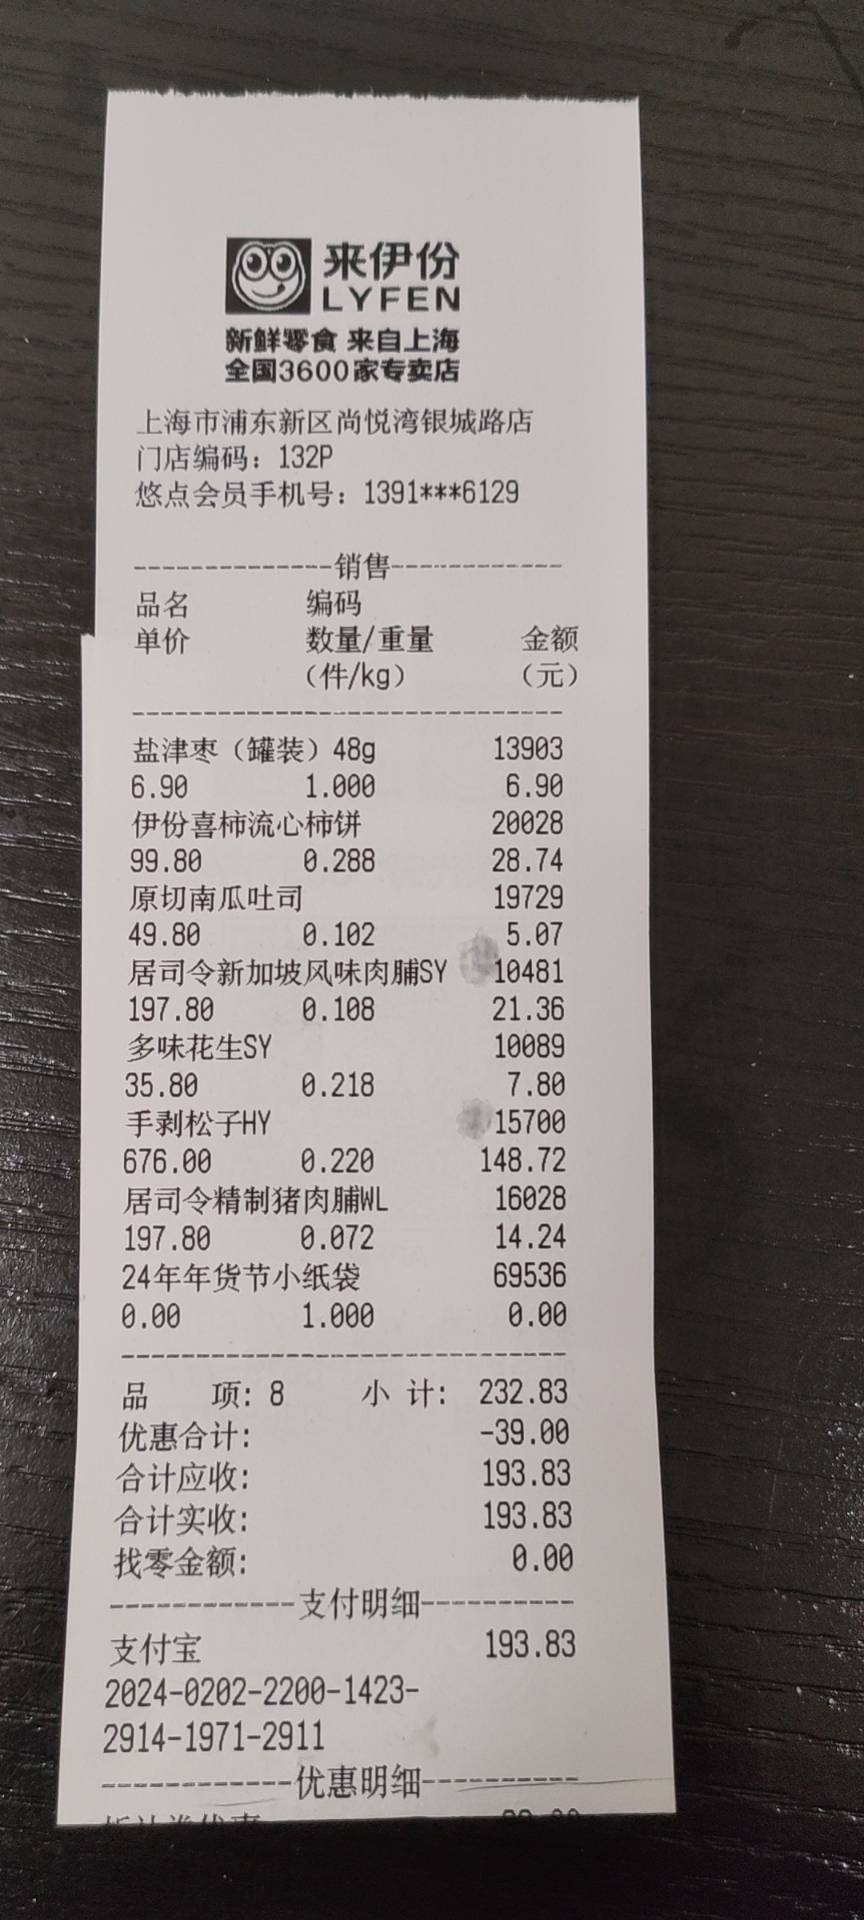 来伊份
LYFEN
新鲜零食 来自上海
全国3600家专卖店
上海市浦东新区尚悦湾银城路店
门店编码：132P
悠点会员手机号：1391***6129
--------------销售-------------
品名 编码
单价 数量/重量 金额
（件/kg） （元）
--------------------------------
盐津枣（罐装）48g 13903
6.90 1.000 6.90
伊份喜柿流心柿饼 20028
99.80 0.288 28.74
原切南瓜吐司 19729
49.80 0.102 5.07
居司令新加坡风味肉脯SY 10481
197.80 0.108 21.36
多味花生SY 10089
35.80 0.218 7.80
手剥松子HY 15700
676.00 0.220 148.72
居司令精制猪肉脯WL 16028
197.80 0.072 14.24
24年年货节小纸袋 69536
0.00 1.000 0.00
--------------------------------
品 项: 8 小 计: 232.83
优惠合计: -39.00
合计应收: 193.83
合计实收: 193.83
找零金额: 0.00
-------------支付明细-----------
支付宝 193.83
2024-0202-2200-1423-
2914-1971-2911
-------------优惠明细-----------